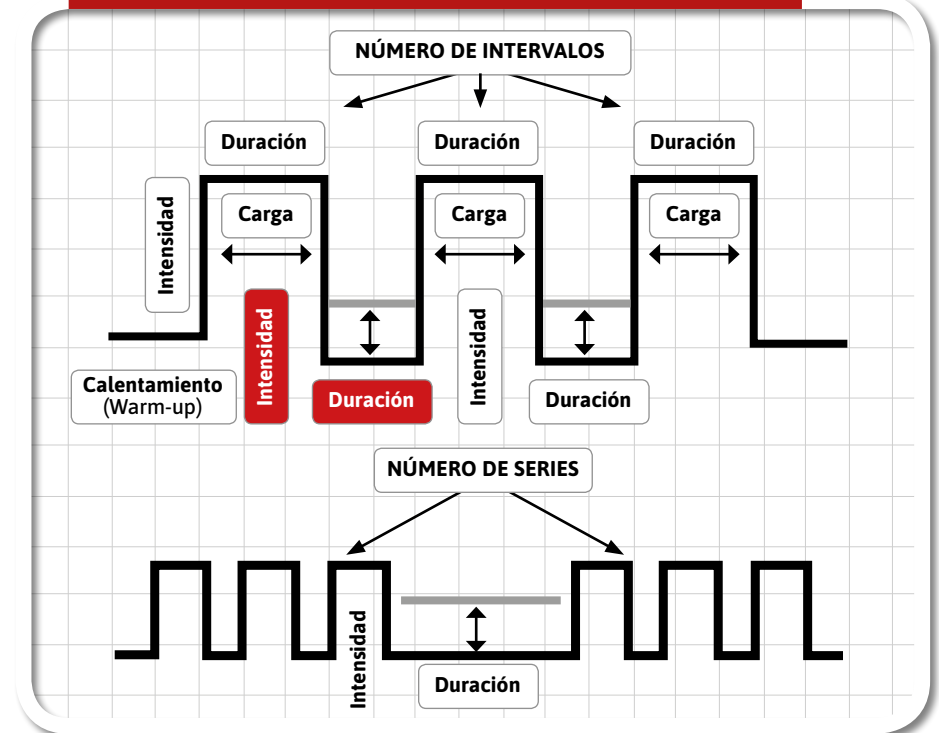 NÚMERO DE INTERVALOS
Duración
Duración
Duración
Intensidad
Carga
Carga
Carga
Calentamiento
(Warm-up)
Intensidad
Duración
Intensidad
Duración
NÚMERO DE SERIES
Intensidad
Duración